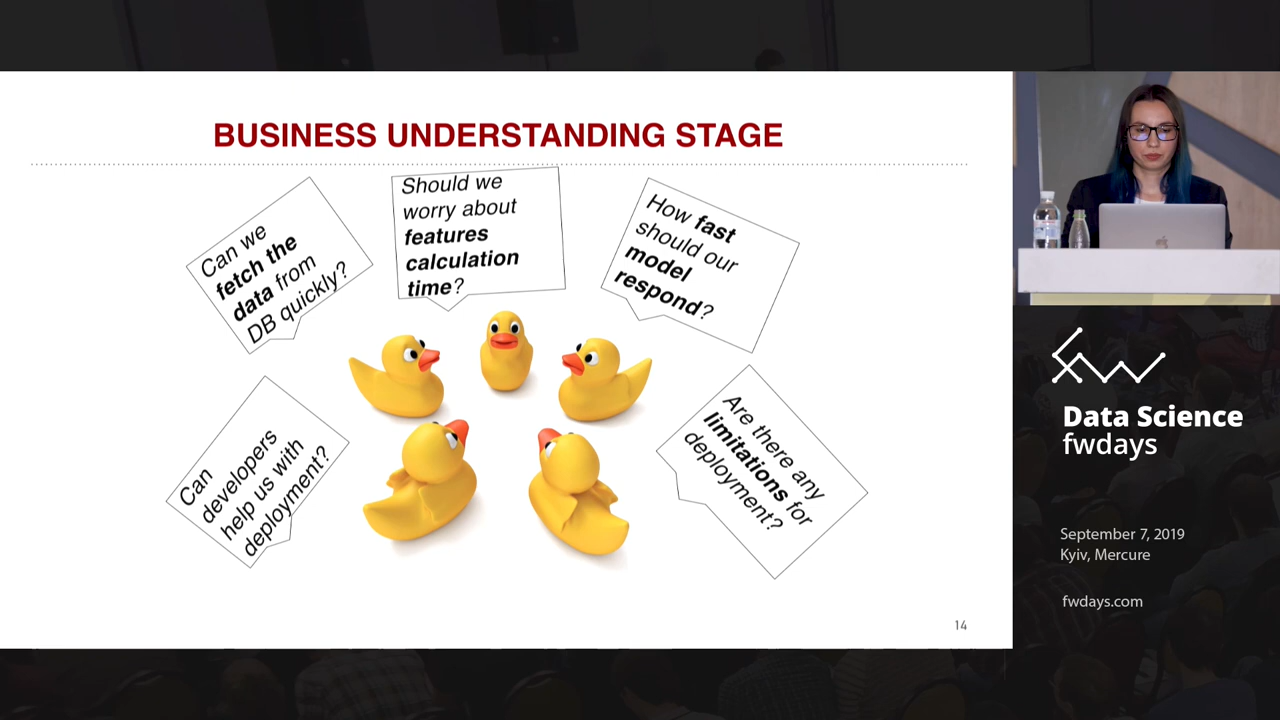 BUSINESS UNDERSTANDING STAGE
Can we
fetch the
data from
DB quickly?
Should we
worry about
features
calculation
time?
How fast
should our
model
respond?
Can
developers
help us with
deployment?
Are there any
limitations for
deployment?
14
Data Science
fwdays
September 7, 2019
Kyiv, Mercure
fwdays.com